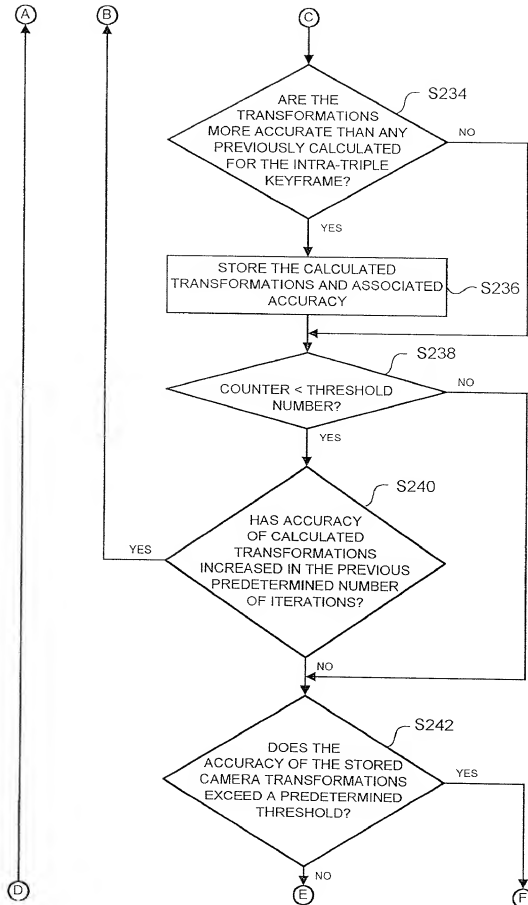 A
B
C
S234
ARE THE
TRANSFORMATIONS
MORE ACCURATE THAN ANY
PREVIOUSLY CALCULATED
FOR THE INTRA-TRIPLE
KEYFRAME?
NO
YES
STORE THE CALCULATED
TRANSFORMATIONS AND ASSOCIATED
ACCURACY
S236
S238
COUNTER < THRESHOLD
NUMBER?
NO
YES
S240
HAS ACCURACY
OF CALCULATED
TRANSFORMATIONS
INCREASED IN THE PREVIOUS
PREDETERMINED NUMBER
OF ITERATIONS?
YES
NO
S242
DOES THE
ACCURACY OF THE STORED
CAMERA TRANSFORMATIONS
EXCEED A PREDETERMINED
THRESHOLD?
YES
NO
D
E
F